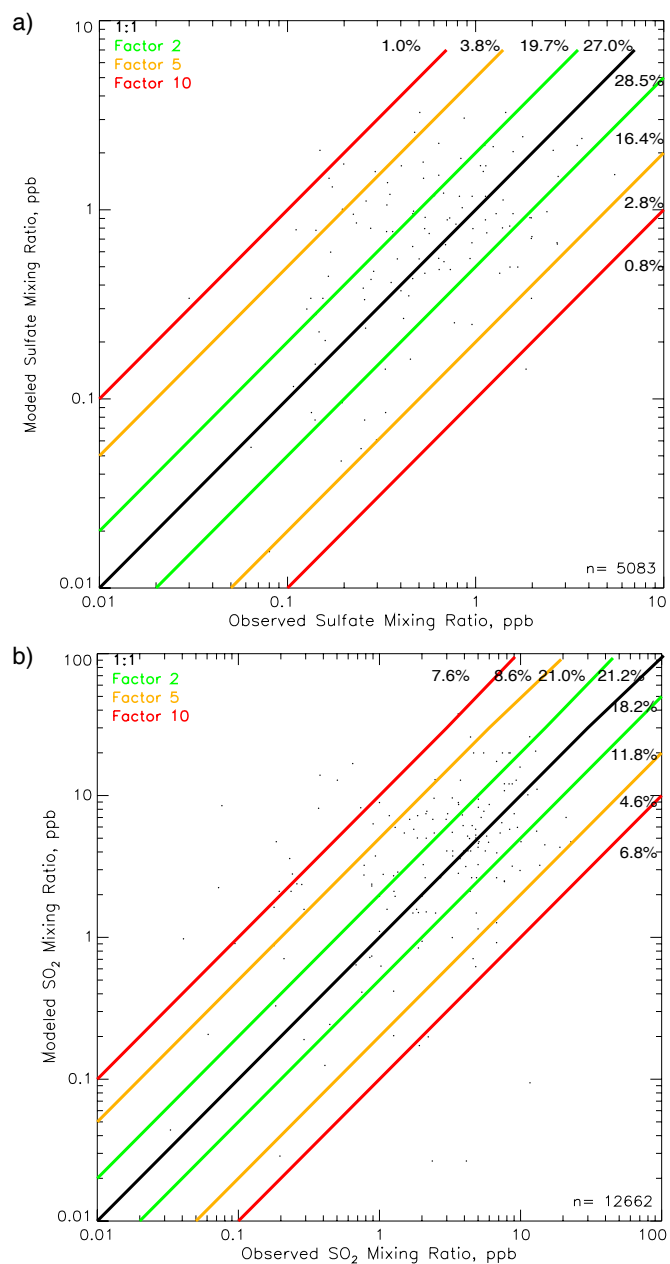 a)
1:1
Factor 2
Factor 5
Factor 10
1.0% 3.8% 19.7% 27.0%
28.5%
16.4%
2.8%
0.8%
10
1
0.1
0.01
Modeled Sulfate Mixing Ratio, ppb
n= 5083
0.01 0.1 1 10
Observed Sulfate Mixing Ratio, ppb
b)
1:1
Factor 2
Factor 5
Factor 10
7.6% 8.6% 21.0% 21.2%
18.2%
11.8%
4.6%
6.8%
100
10
1
0.1
0.01
Modeled SO2 Mixing Ratio, ppb
n= 12662
0.01 0.1 1 10 100
Observed SO2 Mixing Ratio, ppb